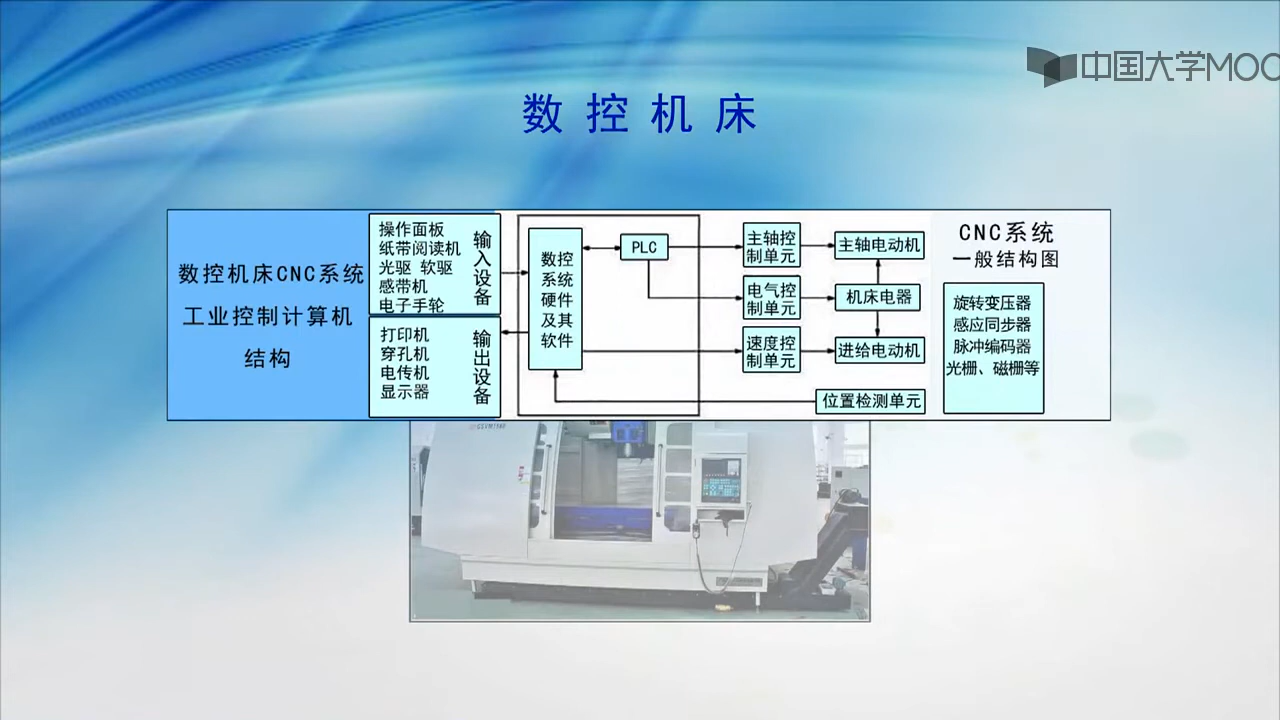 中国大学MOO
数控机床
数控机床CNC系统
工业控制计算机
结构
操作面板
纸带阅读机
光驱 软驱
感带机
电子手轮
输入设备
打印机
穿孔机
电传机
显示器
输出设备
数控
系统
硬件
及其
软件
PLC
主轴控
制单元
电气控
制单元
速度控
制单元
主轴电动机
机床电器
进给电动机
位置检测单元
CNC系统
一般结构图
旋转变压器
感应同步器
脉冲编码器
光栅、磁栅等